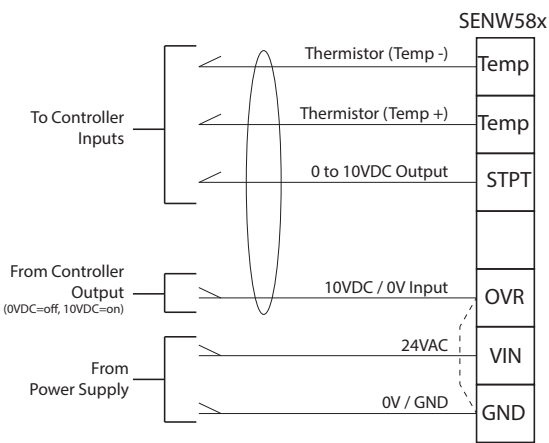 SENW58x
Thermistor (Temp -)
Temp
Thermistor (Temp +)
Temp
To Controller
Inputs
0 to 10VDC Output
STPT
From Controller
Output
(0VDC=off, 10VDC=on)
10VDC / 0V Input
OVR
24VAC
VIN
From
Power Supply
0V / GND
GND